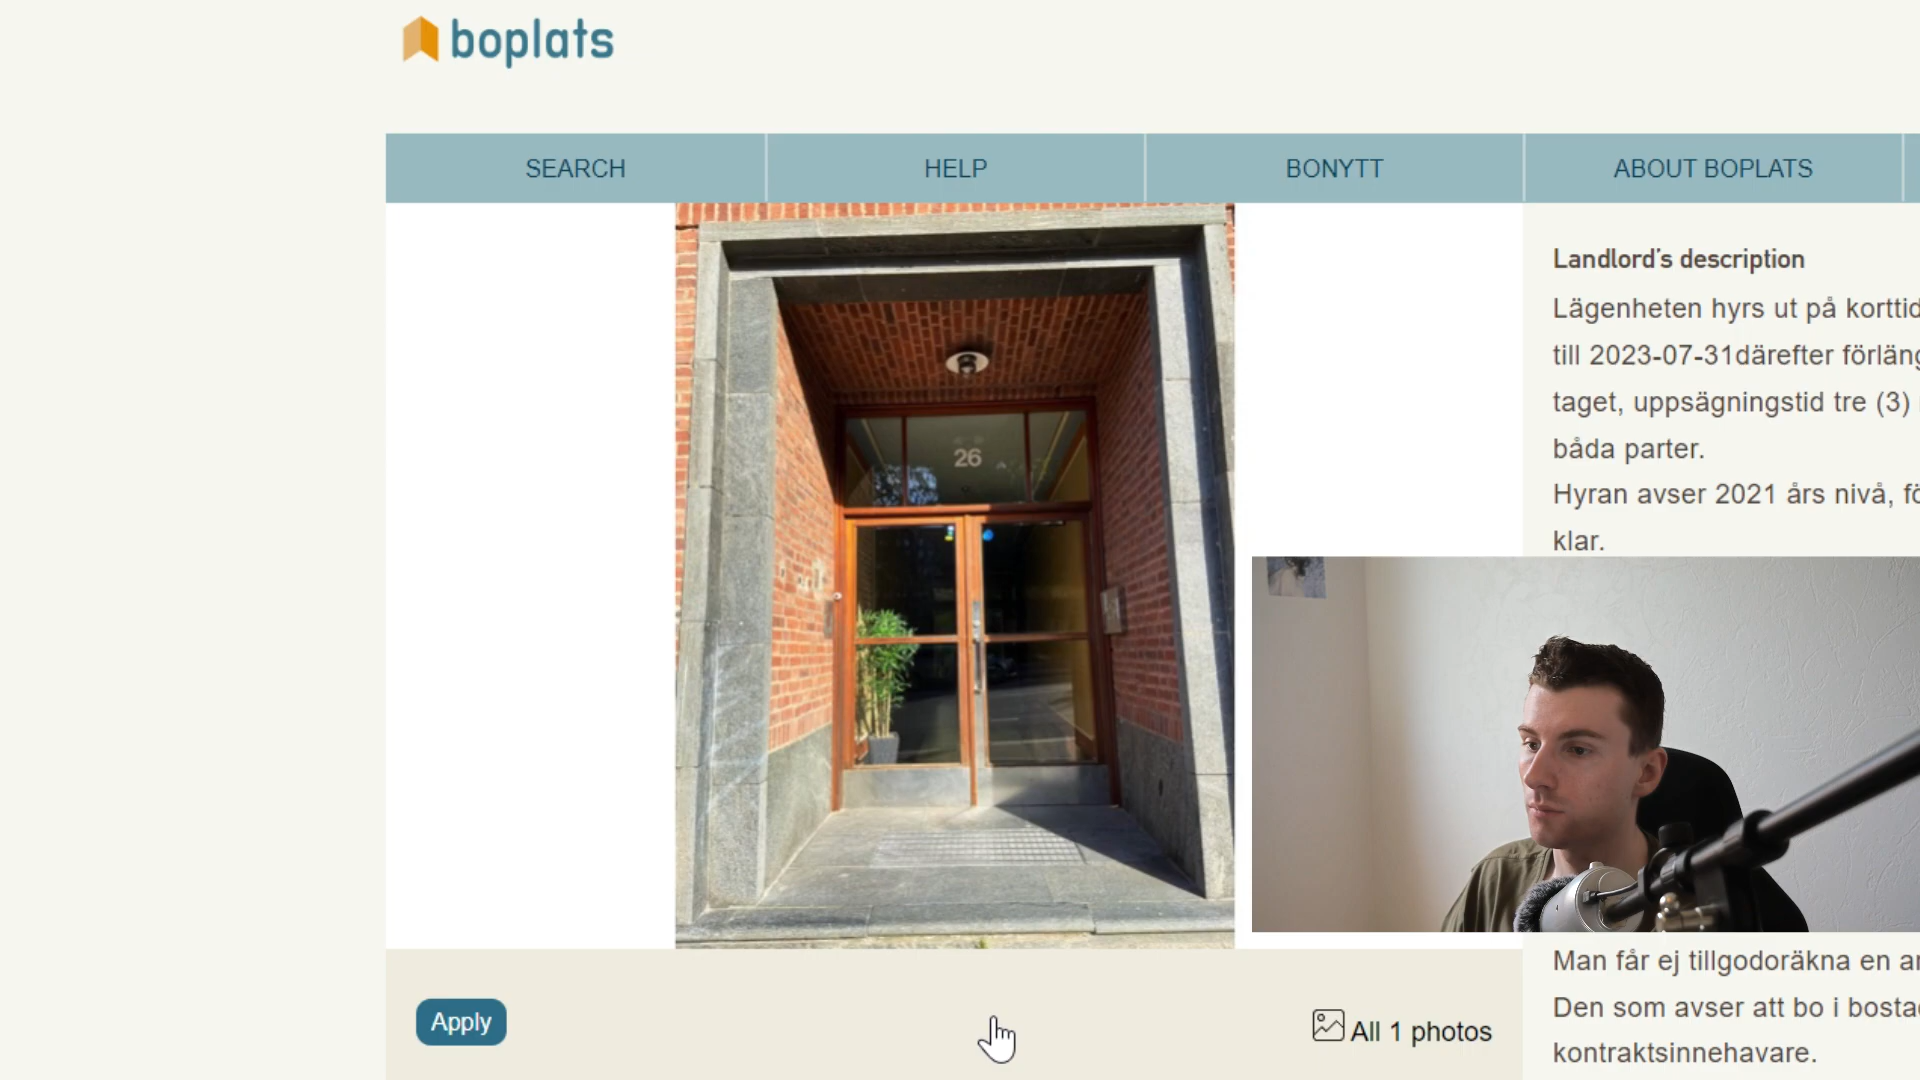 boplats
SEARCH
HELP
BONYTT
ABOUT BOPLATS
26
Landlord's description
Lägenheten hyrs ut på korttid
till 2023-07-31därefter förläng
taget, uppsägningstid tre (3)
båda parter.
Hyran avser 2021 års nivå, fö
klar.
Man får ej tillgodoräkna en an
Den som avser att bo i bosta
kontraktsinnehavare.
Apply
All 1 photos